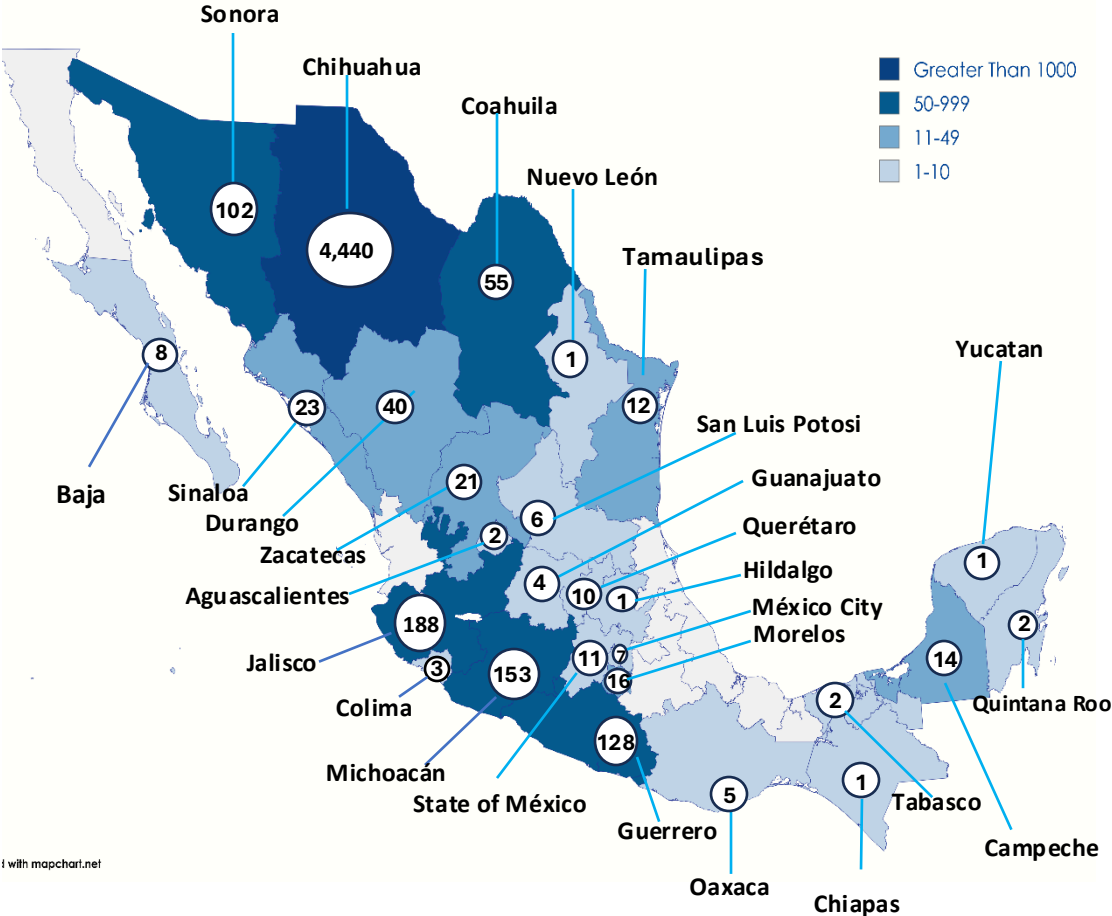 Sonora
Chihuahua
Greater Than 1000
Coahuila
50-999
11-49
Nuevo León
1-10
102
4,440
Tamaulipas
55
Yucatan
8
1
23
40
12
San Luis Potosi
Guanajuato
21
Baja
Sinaloa
Durango
6
Querétaro
2
Zacatecas
1
Hildalgo
4
10
1
Aguascalientes
México City
188
2
Morelos
Jalisco
3
153
11
7
14
16
Colima
2
Quintana Roo
128
Michoacán
State of México
5
1
Tabasco
Guerrero
Campeche
with mapchart.net
Oaxaca
Chiapas